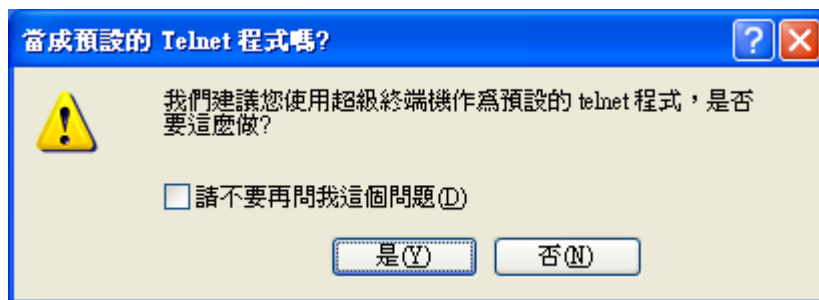 當成預設的 Telnet 程式嗎?
我們建議您使用超級終端機作為預設的 telnet 程式，是否
要這麼做?
請不要再問我這個問題(D)
是(Y) 否(N)